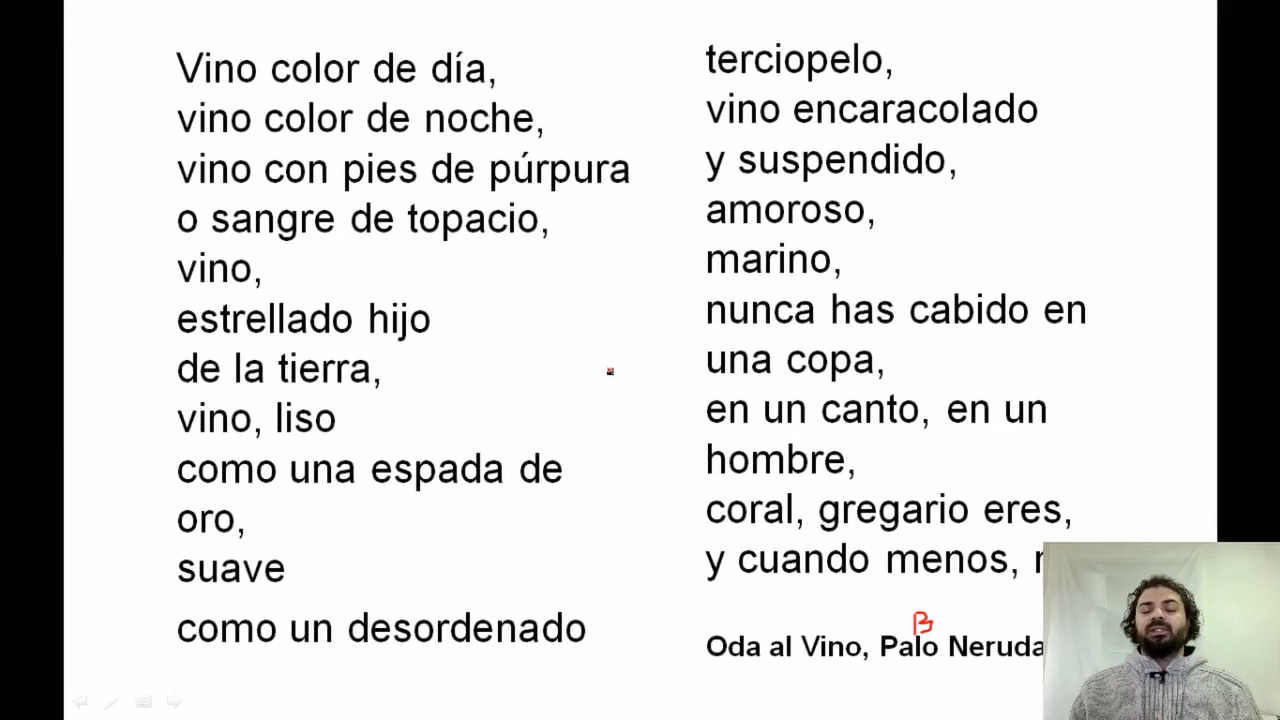 Vino color de día,
vino color de noche,
vino con pies de púrpura
o sangre de topacio,
vino,
estrellado hijo
de la tierra,
vino, liso
como una espada de
oro,
suave
como un desordenado
terciopelo,
vino encaracolado
y suspendido,
amoroso,
marino,
nunca has cabido en
una copa,
en un canto, en un
hombre,
coral, gregario eres,
y cuando menos,
B
Oda al Vino, Palo Neruda